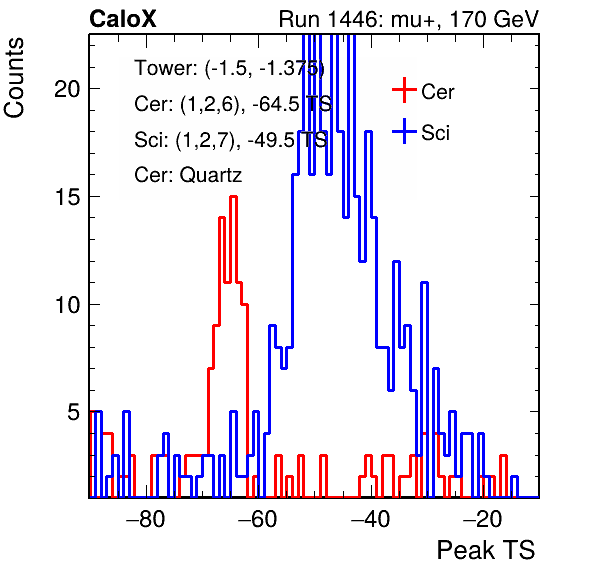 CaloX Run 1446: mu+, 170 GeV
Counts
Tower: (-1.5, -1.375)
Cer: (1,2,6), -64.5 TS
Sci: (1,2,7), -49.5 TS
Cer: Quartz
Cer
Sci
20
15
10
5
−80 −60 −40 −20
Peak TS